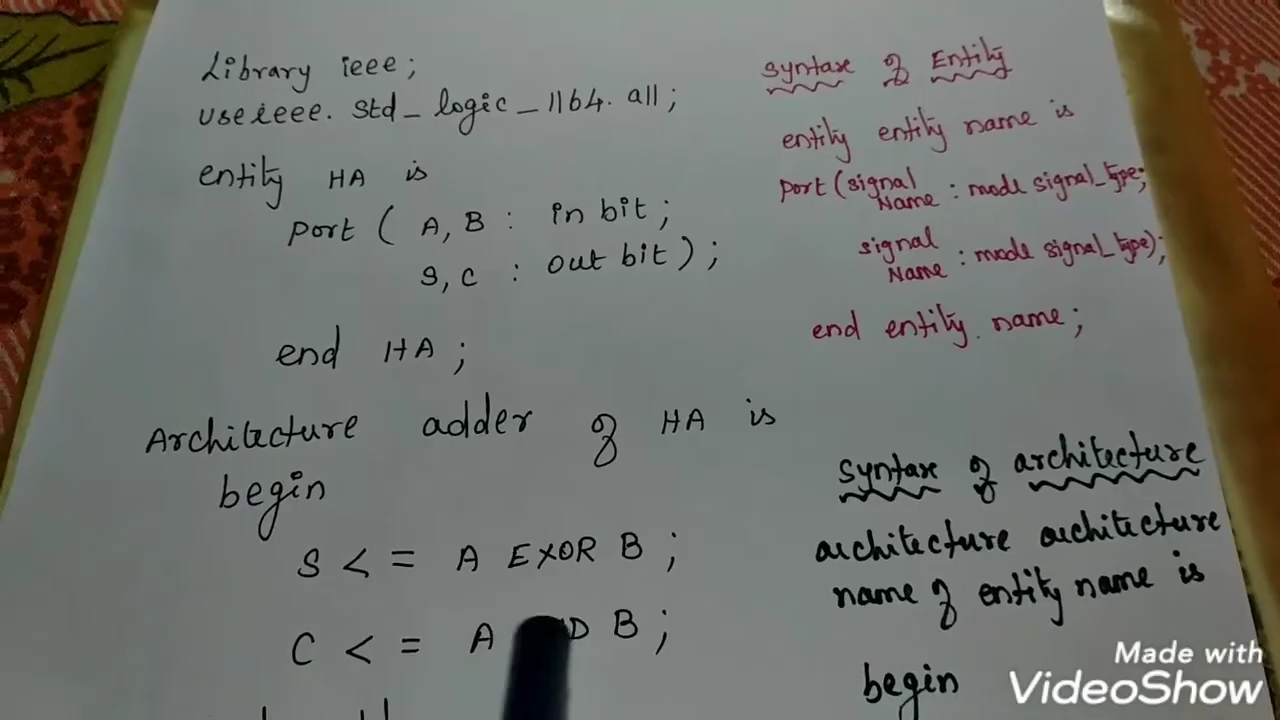 Library ieee;
use ieee. std_logic_1164. all;
entity HA is
port ( A, B : in bit;
S, C : out bit );
end HA ;
Architecture adder of HA is
begin
S <= A EXOR B ;
C <= A D B ;
syntax of Entity
entity entity name is
port (signal Name : mode signal_type;
signal Name : mode signal_type);
end entity name ;
syntax of architecture
architecture architecture
name of entity name is
begin
Made with
VideoShow